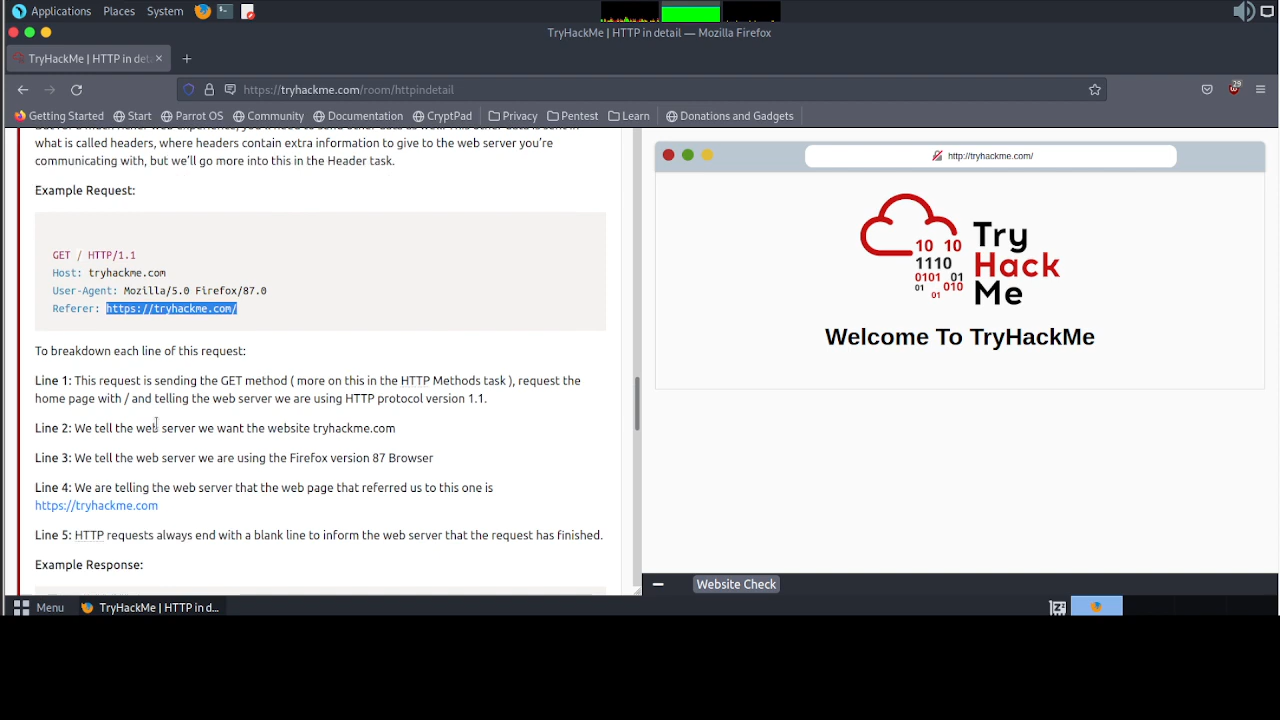 Applications Places System
TryHackMe | HTTP in detail — Mozilla Firefox
TryHackMe | HTTP in det
https://tryhackme.com/room/httpindetail
29
Getting Started Start Parrot OS Community Documentation CryptPad Privacy Pentest Learn Donations and Gadgets
what is called headers, where headers contain extra information to give to the web server you're
communicating with, but we'll go more into this in the Header task.
Example Request:
GET / HTTP/1.1
Host: tryhackme.com
User-Agent: Mozilla/5.0 Firefox/87.0
Referer: https://tryhackme.com/
To breakdown each line of this request:
Line 1: This request is sending the GET method ( more on this in the HTTP Methods task ), request the
home page with / and telling the web server we are using HTTP protocol version 1.1.
Line 2: We tell the web server we want the website tryhackme.com
Line 3: We tell the web server we are using the Firefox version 87 Browser
Line 4: We are telling the web server that the web page that referred us to this one is
https://tryhackme.com
Line 5: HTTP requests always end with a blank line to inform the web server that the request has finished.
Example Response:
http://tryhackme.com/
10 10
1110
0101 01
01 010
01
Try
Hack
Me
Welcome To TryHackMe
Website Check
Menu TryHackMe | HTTP in d...